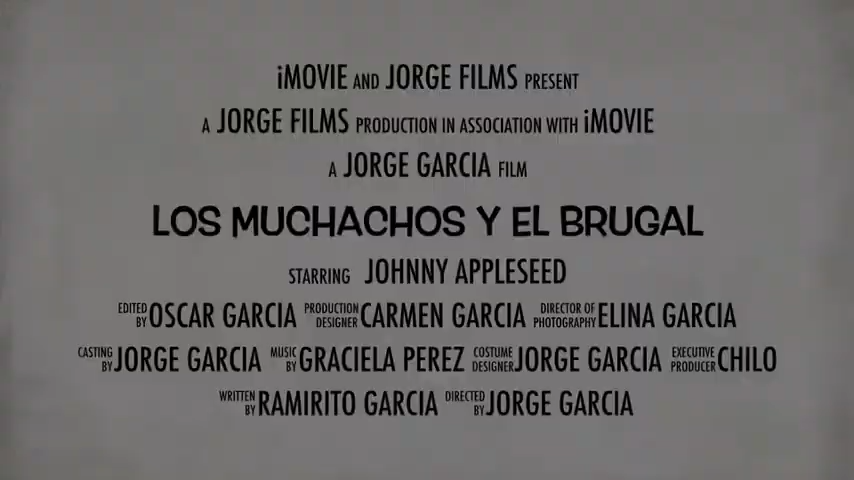 iMOVIE AND JORGE FILMS PRESENT
A JORGE FILMS PRODUCTION IN ASSOCIATION WITH iMOVIE
A JORGE GARCIA FILM
LOS MUCHACHOS Y EL BRUGAL
STARRING JOHNNY APPLESEED
EDITED BY OSCAR GARCIA PRODUCTION DESIGNER CARMEN GARCIA DIRECTOR OF PHOTOGRAPHY ELINA GARCIA
CASTING BY JORGE GARCIA MUSIC BY GRACIELA PEREZ COSTUME DESIGNER JORGE GARCIA EXECUTIVE PRODUCER CHILO
WRITTEN BY RAMIRITO GARCIA DIRECTED BY JORGE GARCIA